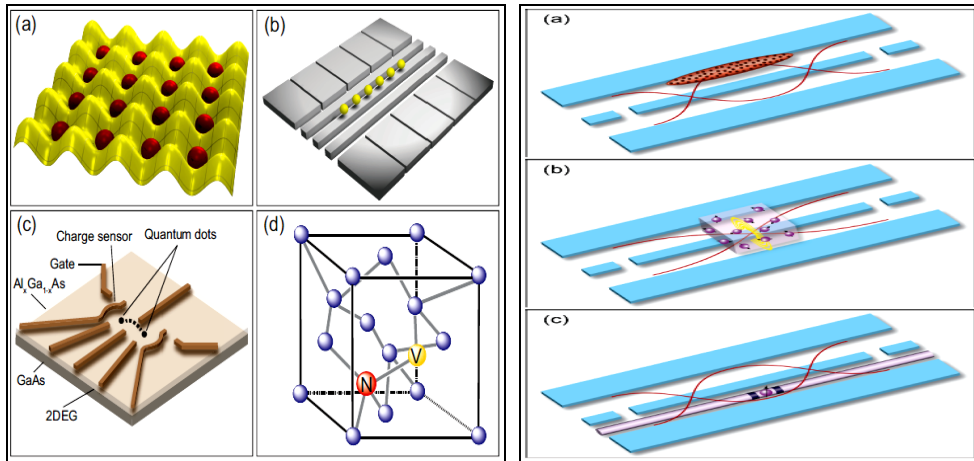 (a)
(b)
(c)
Charge sensor
Quantum dots
Gate
AlxGa1-xAs
GaAs
2DEG
(d)
V
N
(a)
(b)
(c)